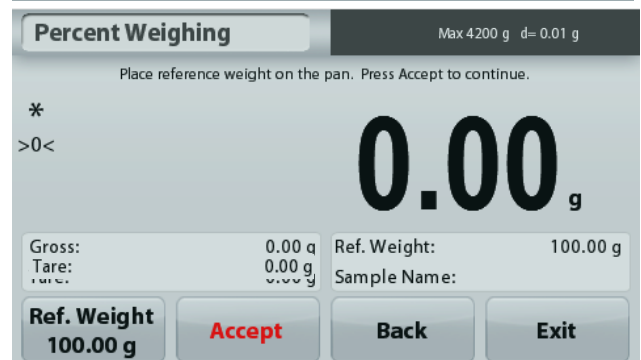 Percent Weighing
Max 4200 g d= 0.01 g
Place reference weight on the pan. Press Accept to continue.
*
>0<
0.00 g
Gross: 0.00 g
Tare: 0.00 g
Ref. Weight: 100.00 g
Sample Name:
Ref. Weight
100.00 g
Accept
Back
Exit